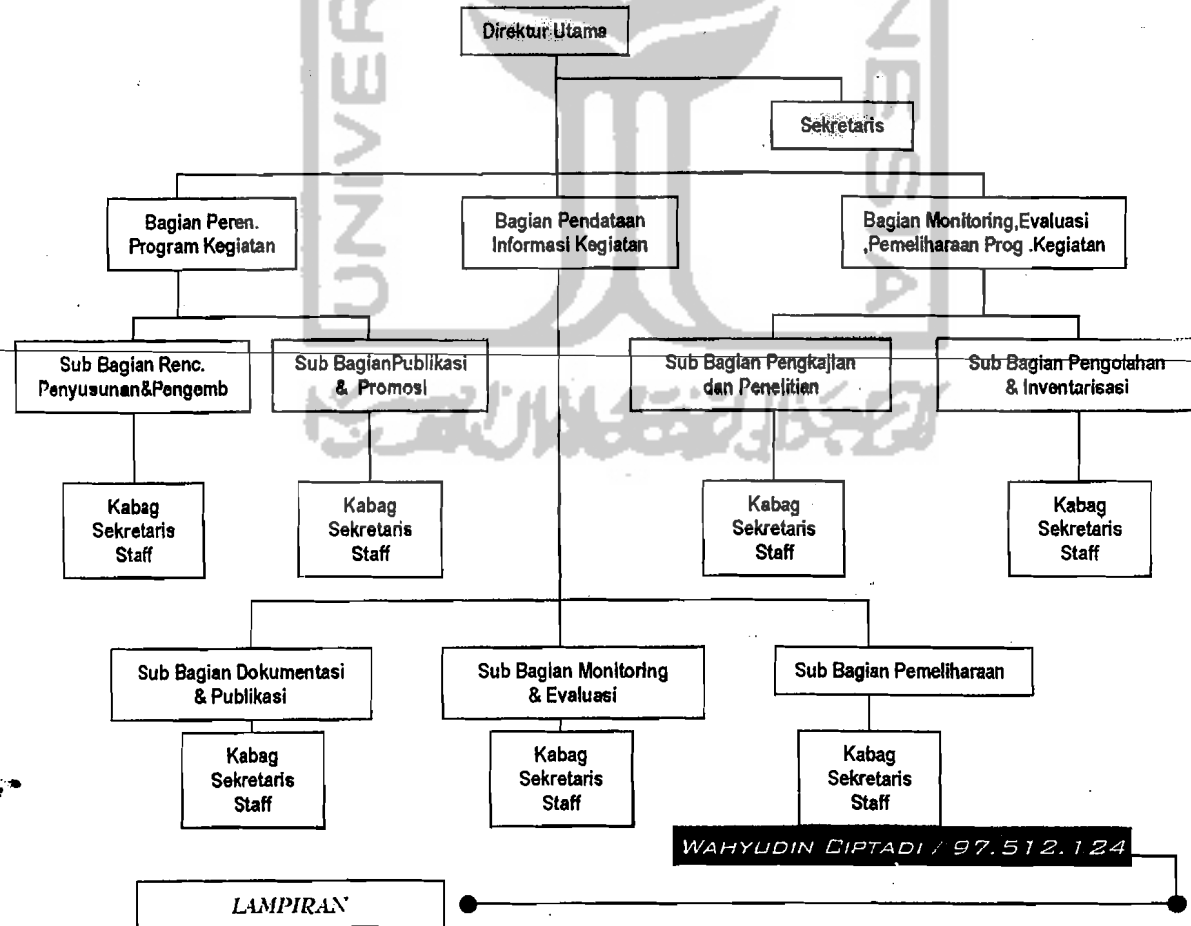 Direktur Utama
Sekretaris
Bagian Peren.
Program Kegiatan
Bagian Pendataan
Informasi Kegiatan
Bagian Monitoring,Evaluasi
,Pemeliharaan Prog .Kegiatan
Sub Bagian Renc.
Penyusunan&Pengemb
Sub BagianPublikasi
& Promosi
Sub Bagian Pengkajian
dan Penelitian
Sub Bagian Pengolahan
& Inventarisasi
Kabag
Sekretaris
Staff
Kabag
Sekretaris
Staff
Kabag
Sekretaris
Staff
Kabag
Sekretaris
Staff
Sub Bagian Dokumentasi
& Publikasi
Sub Bagian Monitoring
& Evaluasi
Sub Bagian Pemeliharaan
Kabag
Sekretaris
Staff
Kabag
Sekretaris
Staff
Kabag
Sekretaris
Staff
WAHYUDIN CIPTADI / 97.512.124
LAMPIRAN
UNIVER
NESIA